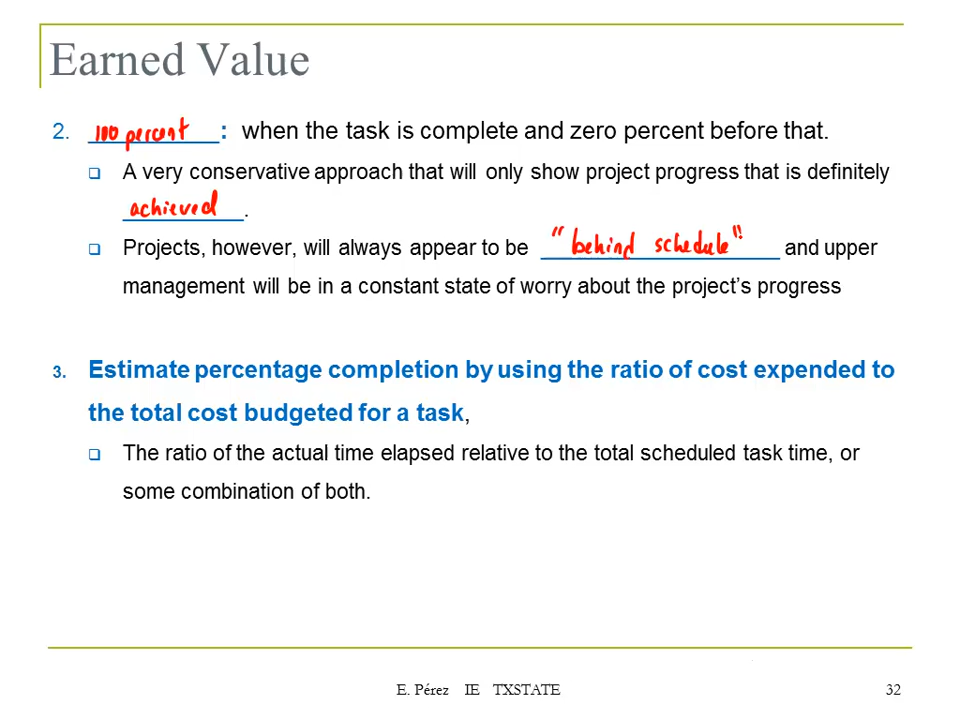 Earned Value
2. 100 percent : when the task is complete and zero percent before that.
❑ A very conservative approach that will only show project progress that is definitely
achieved.
❑ Projects, however, will always appear to be "behind schedule" and upper
management will be in a constant state of worry about the project's progress
3. Estimate percentage completion by using the ratio of cost expended to
the total cost budgeted for a task,
❑ The ratio of the actual time elapsed relative to the total scheduled task time, or
some combination of both.
E. Pérez IE TXSTATE 32